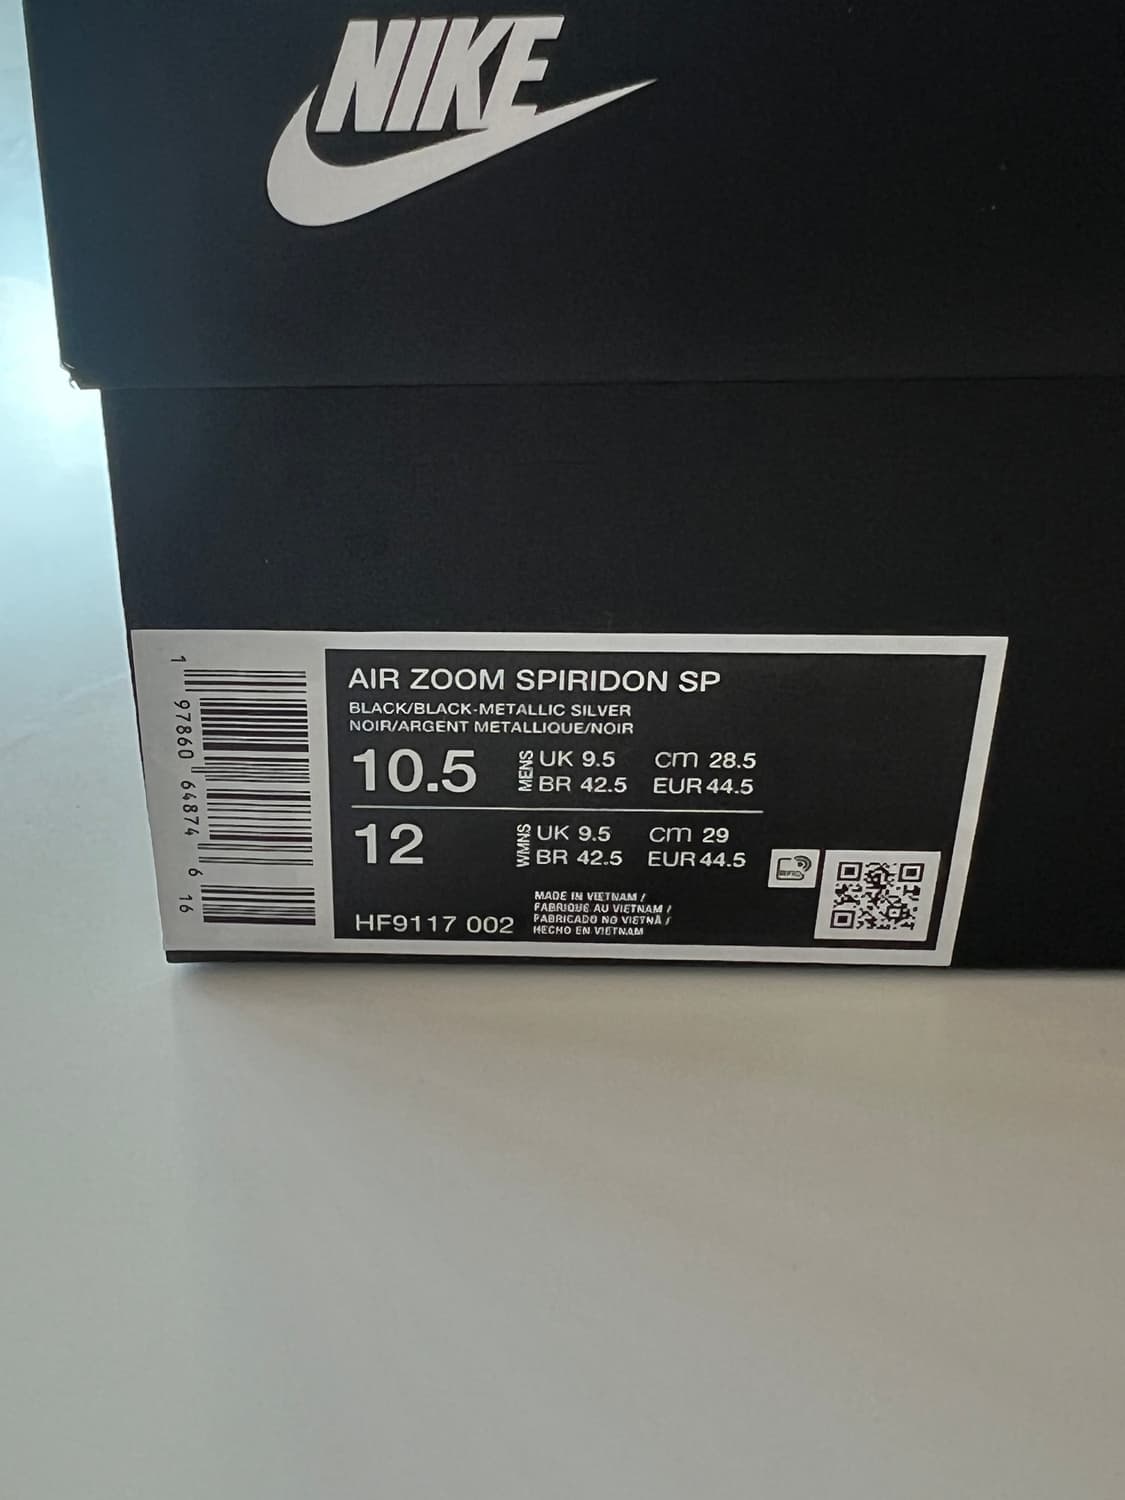 NIKE
1 97860 64874 6 16
AIR ZOOM SPIRIDON SP
BLACK/BLACK-METALLIC SILVER
NOIR/ARGENT METALLIQUE/NOIR
10.5 MENS UK 9.5 cm 28.5
BR 42.5 EUR 44.5
12 WMNS UK 9.5 cm 29
BR 42.5 EUR 44.5
MADE IN VIETNAM /
FABRIQUÉ AU VIETNAM /
FABRICADO NO VIETNÃ /
HECHO EN VIETNAM
HF9117 002